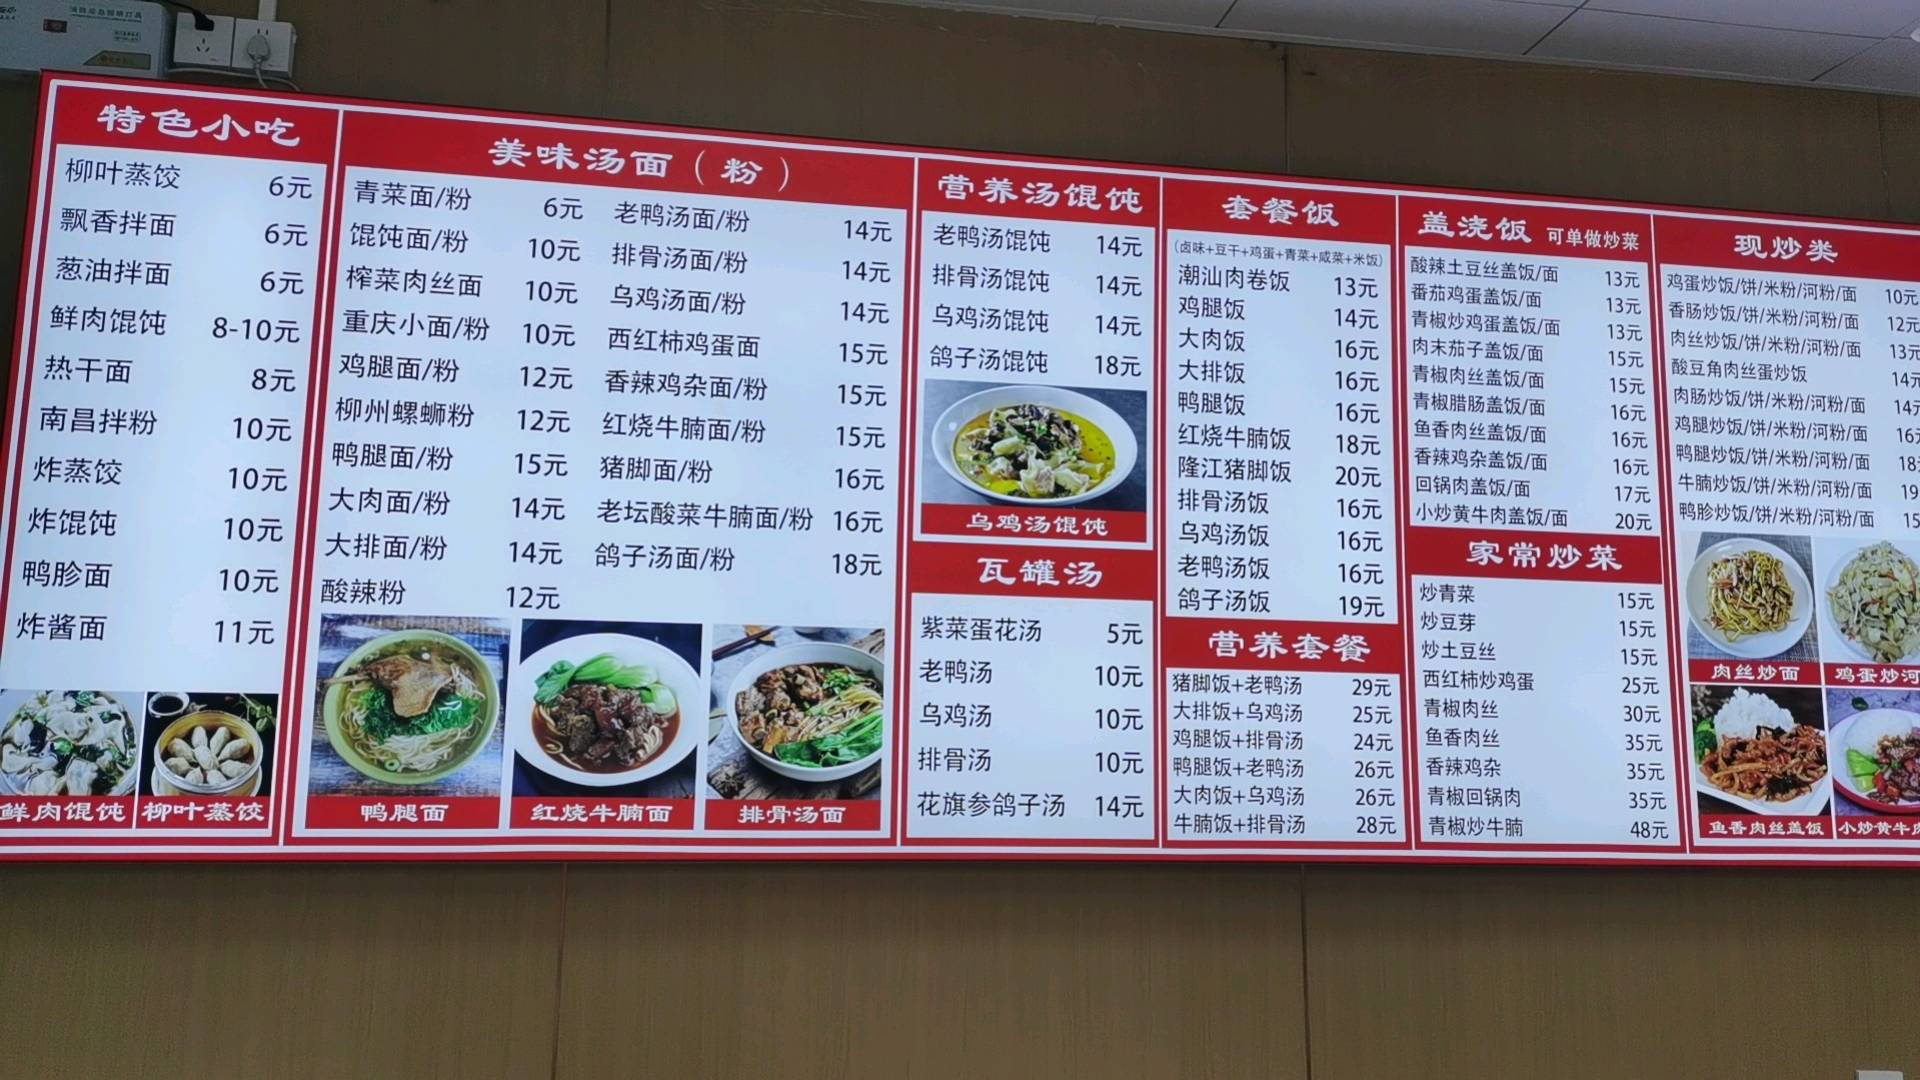 消防应急照明灯具
特色小吃
柳叶蒸饺 6元
飘香拌面 6元
葱油拌面 6元
鲜肉馄饨 8-10元
热干面 8元
南昌拌粉 10元
炸蒸饺 10元
炸馄饨 10元
鸭胗面 10元
炸酱面 11元
鲜肉馄饨
柳叶蒸饺
美味汤面（粉）
青菜面/粉 6元
馄饨面/粉 10元
榨菜肉丝面 10元
重庆小面/粉 10元
鸡腿面/粉 12元
柳州螺蛳粉 12元
鸭腿面/粉 15元
大肉面/粉 14元
大排面/粉 14元
酸辣粉 12元
老鸭汤面/粉 14元
排骨汤面/粉 14元
乌鸡汤面/粉 14元
西红柿鸡蛋面 15元
香辣鸡杂面/粉 15元
红烧牛腩面/粉 15元
猪脚面/粉 16元
老坛酸菜牛腩面/粉 16元
鸽子汤面/粉 18元
鸭腿面
红烧牛腩面
排骨汤面
营养汤馄饨
老鸭汤馄饨 14元
排骨汤馄饨 14元
乌鸡汤馄饨 14元
鸽子汤馄饨 18元
乌鸡汤馄饨
瓦罐汤
紫菜蛋花汤 5元
老鸭汤 10元
乌鸡汤 10元
排骨汤 10元
花旗参鸽子汤 14元
套餐饭
（卤味+豆干+鸡蛋+青菜+咸菜+米饭）
潮汕肉卷饭 13元
鸡腿饭 14元
大肉饭 16元
大排饭 16元
鸭腿饭 16元
红烧牛腩饭 18元
隆江猪脚饭 20元
排骨汤饭 16元
乌鸡汤饭 16元
老鸭汤饭 16元
鸽子汤饭 19元
营养套餐
猪脚饭+老鸭汤 29元
大排饭+乌鸡汤 25元
鸡腿饭+排骨汤 24元
鸭腿饭+老鸭汤 26元
大肉饭+乌鸡汤 26元
牛腩饭+排骨汤 28元
盖浇饭 可单做炒菜
酸辣土豆丝盖饭/面 13元
番茄鸡蛋盖饭/面 13元
青椒炒鸡蛋盖饭/面 13元
肉末茄子盖饭/面 15元
青椒肉丝盖饭/面 15元
青椒腊肠盖饭/面 16元
鱼香肉丝盖饭/面 16元
香辣鸡杂盖饭/面 16元
回锅肉盖饭/面 17元
小炒黄牛肉盖饭/面 20元
家常炒菜
炒青菜 15元
炒豆芽 15元
炒土豆丝 15元
西红柿炒鸡蛋 25元
青椒肉丝 30元
鱼香肉丝 35元
香辣鸡杂 35元
青椒回锅肉 35元
青椒炒牛腩 48元
现炒类
鸡蛋炒饭/饼/米粉/河粉/面 10元
香肠炒饭/饼/米粉/河粉/面 12元
肉丝炒饭/饼/米粉/河粉/面 13元
酸豆角肉丝蛋炒饭 14元
肉肠炒饭/饼/米粉/河粉/面 14元
鸡腿炒饭/饼/米粉/河粉/面 16元
鸭腿炒饭/饼/米粉/河粉/面 18
牛腩炒饭/饼/米粉/河粉/面 19
鸭胗炒饭/饼/米粉/河粉/面 15
肉丝炒面
鸡蛋炒河
鱼香肉丝盖饭
小炒黄牛肉